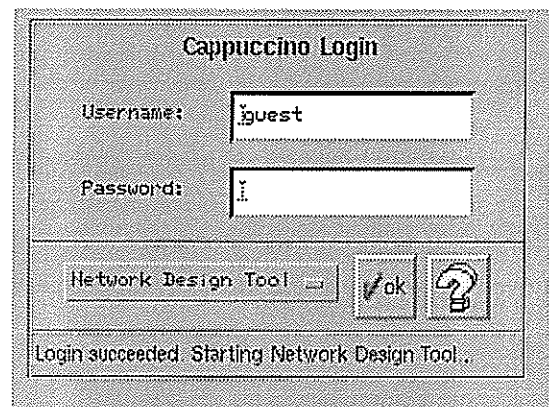 Cappuccino Login
Username:
guest
Password:
Network Design Tool
ok
Login succeeded. Starting Network Design Tool .